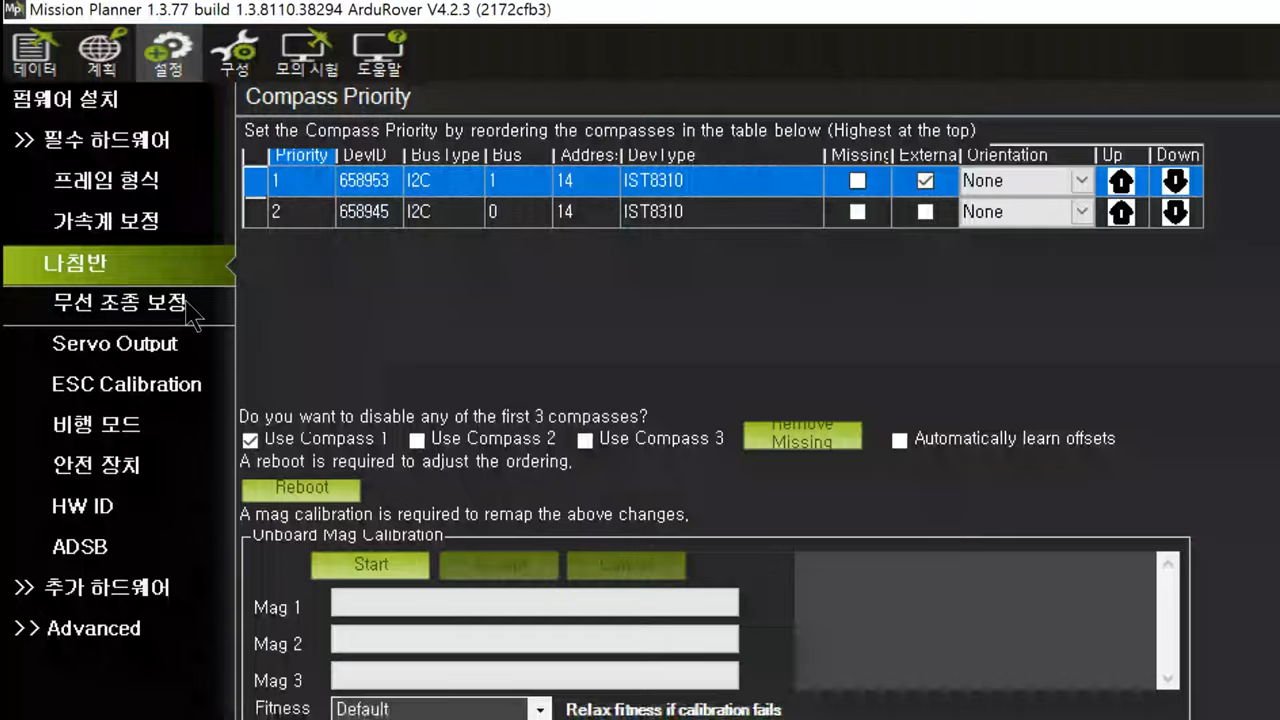 Mission Planner 1.3.77 build 1.3.8110.38294 ArduRover V4.2.3 (2172cfb3)
데이터 계획 설정 구성 모의 시험 도움말
펌웨어 설치
>> 필수 하드웨어
프레임 형식
가속계 보정
나침반
무선 조종 보정
Servo Output
ESC Calibration
비행 모드
안전 장치
HW ID
ADSB
>> 추가 하드웨어
>> Advanced
Compass Priority
Set the Compass Priority by reordering the compasses in the table below (Highest at the top)
Priority DevID Bus Type Bus Addres: DevType Missing Externa Orientation Up Down
1 658953 I2C 1 14 IST8310 None
2 658945 I2C 0 14 IST8310 None
Do you want to disable any of the first 3 compasses?
Use Compass 1 Use Compass 2 Use Compass 3 Remove Missing Automatically learn offsets
A reboot is required to adjust the ordering.
Reboot
A mag calibration is required to remap the above changes.
Onboard Mag Calibration
Start
Mag 1
Mag 2
Mag 3
Fitness Default Relax fitness if calibration fails